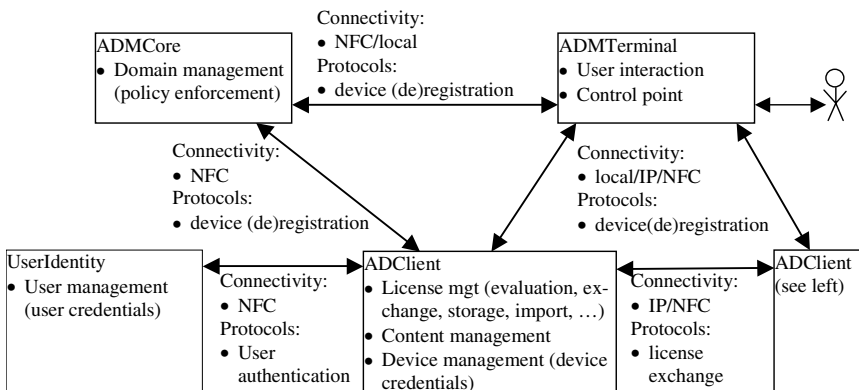 Connectivity:
• NFC/local
Protocols:
• device (de)registration
ADMCore
• Domain management
(policy enforcement)
ADMTerminal
• User interaction
• Control point
Connectivity:
• NFC
Protocols:
• device (de)registration
Connectivity:
• local/IP/NFC
Protocols:
• device(de)registration
UserIdentity
• User management
(user credentials)
Connectivity:
• NFC
Protocols:
• User
authentication
ADClient
• License mgt (evaluation, ex-
change, storage, import, …)
• Content management
• Device management (device
credentials)
Connectivity:
• IP/NFC
Protocols:
• license
exchange
ADClient
(see left)